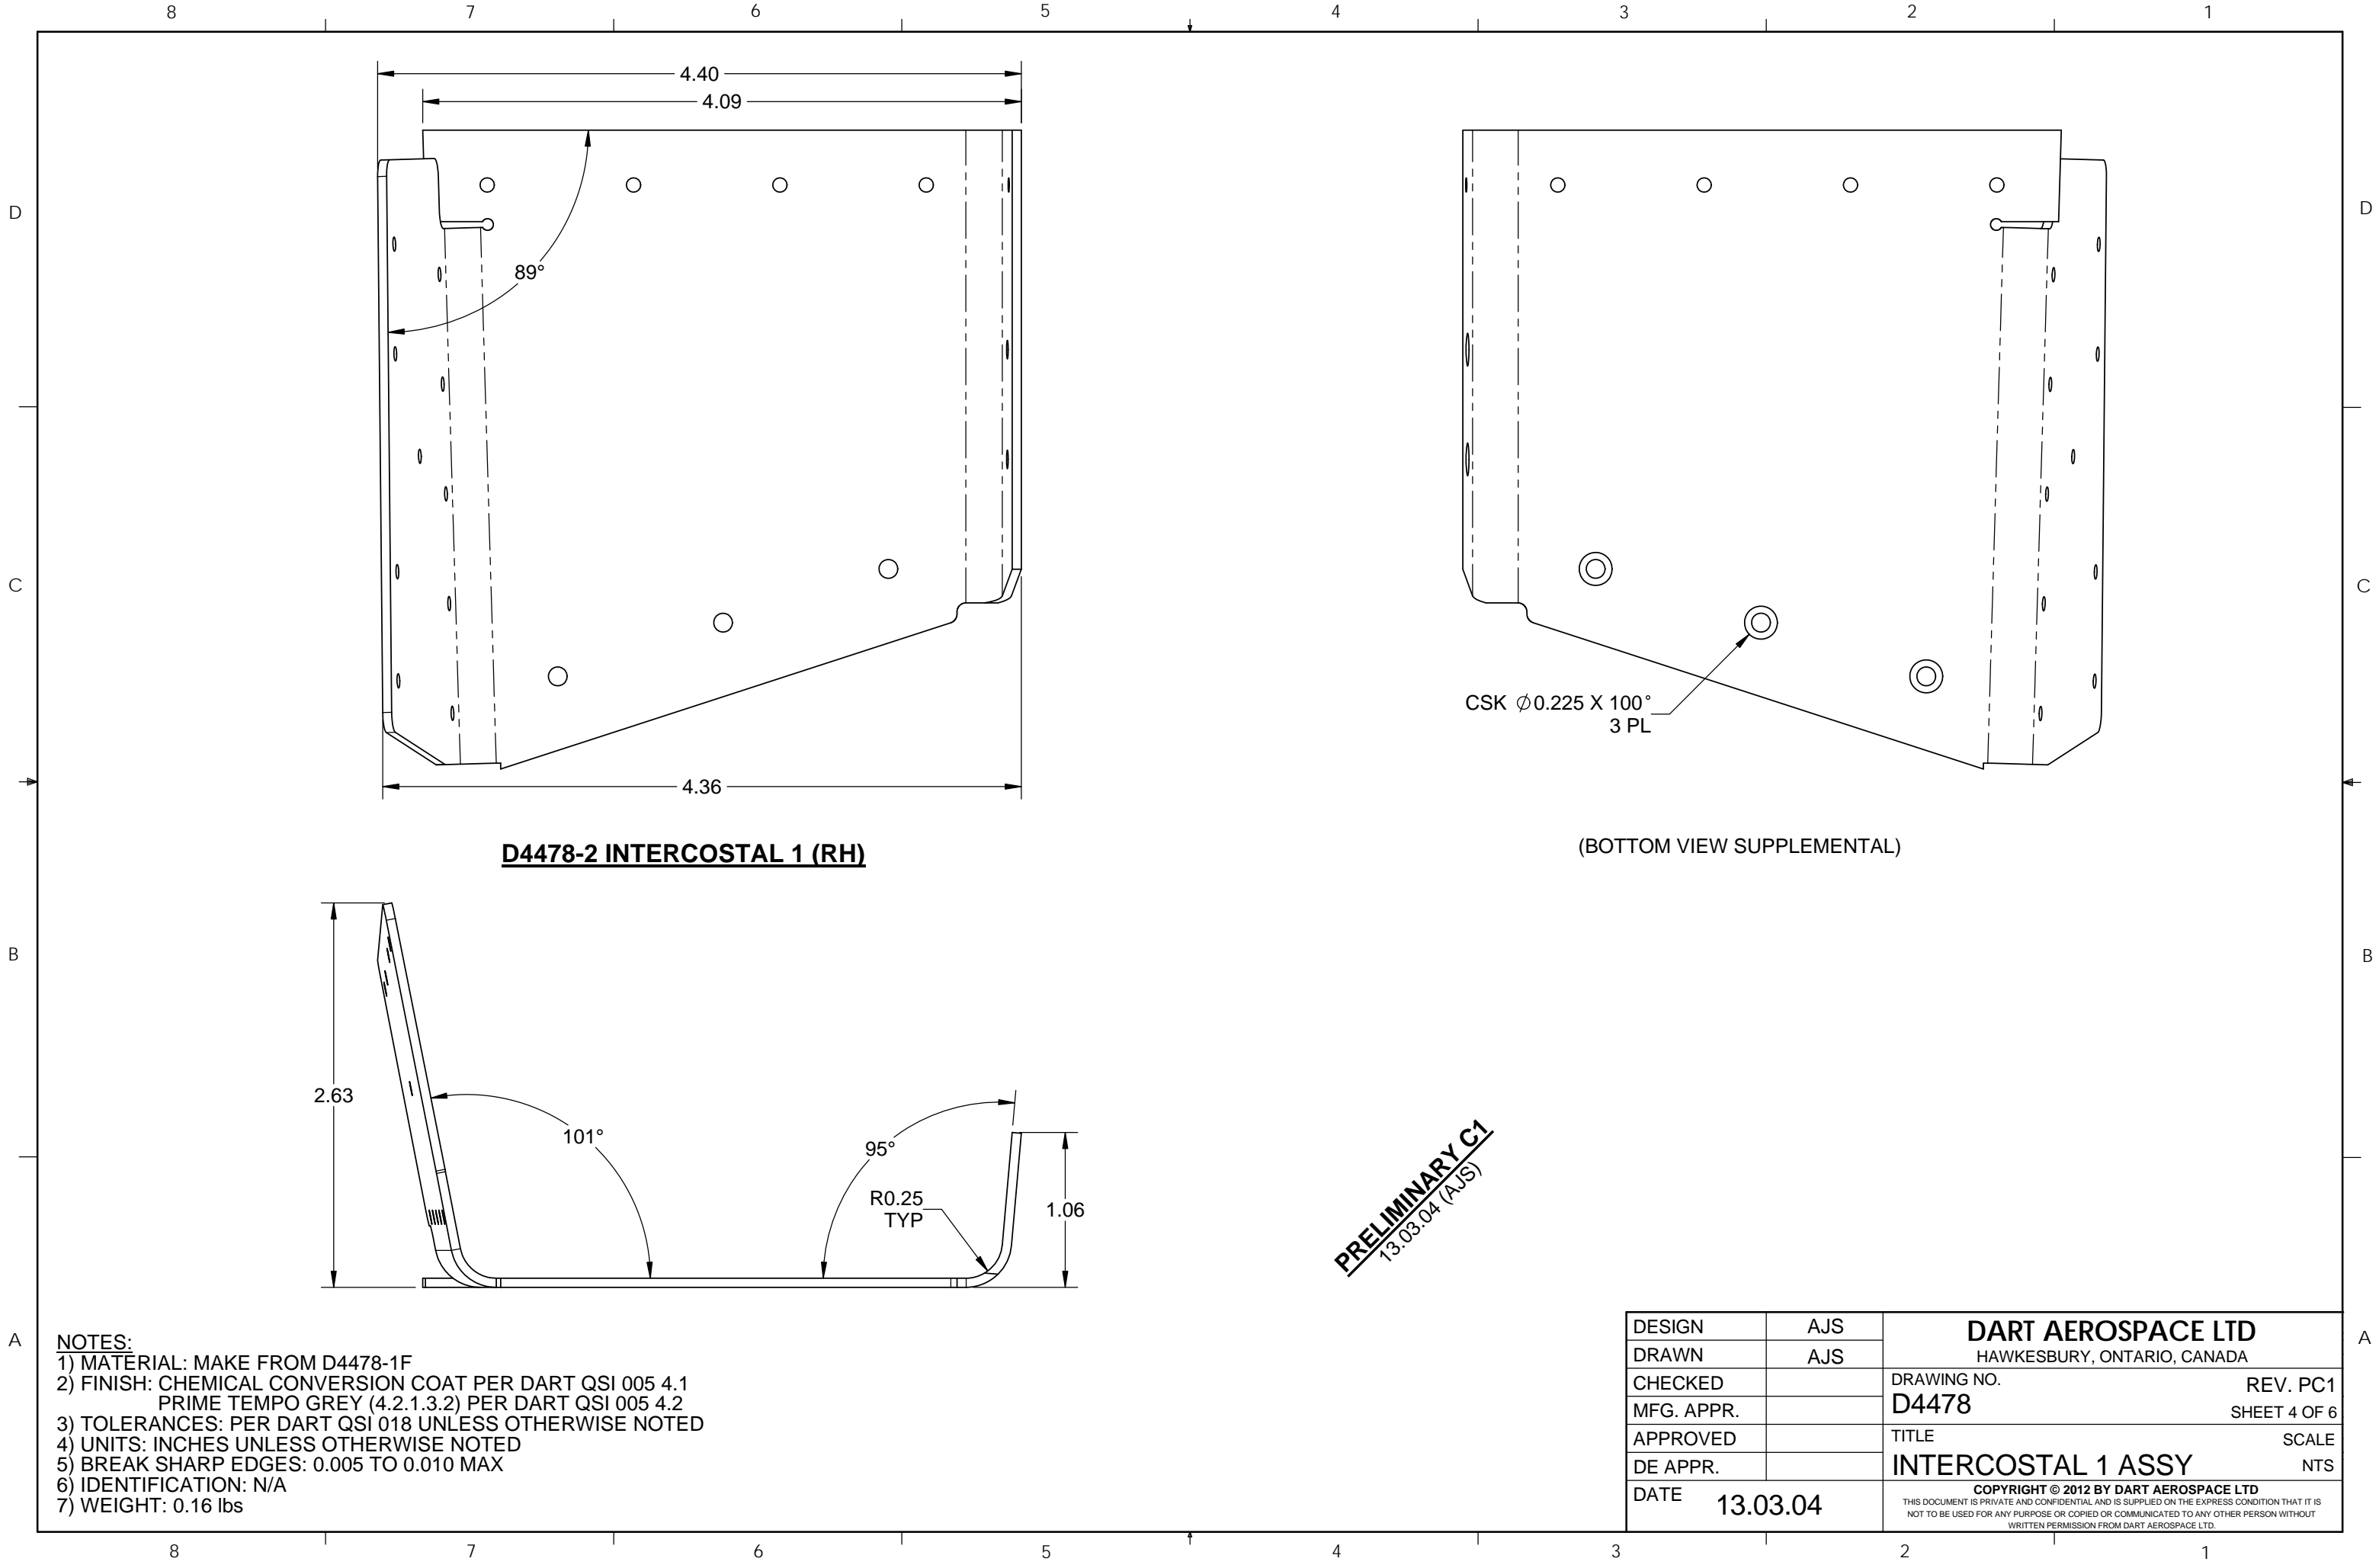 8 7 6 5 4 3 2 1
4.40
4.09
D D
89°
C C
CSK ∅0.225 X 100°
3 PL
4.36
D4478-2 INTERCOSTAL 1 (RH)
(BOTTOM VIEW SUPPLEMENTAL)
B B
2.63
101°
95°
R0.25
TYP
1.06
PRELIMINARY C1
13.03.04 (AJS)
A A
NOTES:
1) MATERIAL: MAKE FROM D4478-1F
2) FINISH: CHEMICAL CONVERSION COAT PER DART QSI 005 4.1
PRIME TEMPO GREY (4.2.1.3.2) PER DART QSI 005 4.2
3) TOLERANCES: PER DART QSI 018 UNLESS OTHERWISE NOTED
4) UNITS: INCHES UNLESS OTHERWISE NOTED
5) BREAK SHARP EDGES: 0.005 TO 0.010 MAX
6) IDENTIFICATION: N/A
7) WEIGHT: 0.16 lbs
DESIGN AJS
DRAWN AJS
CHECKED
MFG. APPR.
APPROVED
DE APPR.
DATE 13.03.04
DART AEROSPACE LTD
HAWKESBURY, ONTARIO, CANADA
DRAWING NO. REV. PC1
D4478 SHEET 4 OF 6
TITLE SCALE
INTERCOSTAL 1 ASSY NTS
COPYRIGHT © 2012 BY DART AEROSPACE LTD
THIS DOCUMENT IS PRIVATE AND CONFIDENTIAL AND IS SUPPLIED ON THE EXPRESS CONDITION THAT IT IS
NOT TO BE USED FOR ANY PURPOSE OR COPIED OR COMMUNICATED TO ANY OTHER PERSON WITHOUT
WRITTEN PERMISSION FROM DART AEROSPACE LTD.
8 7 6 5 4 3 2 1